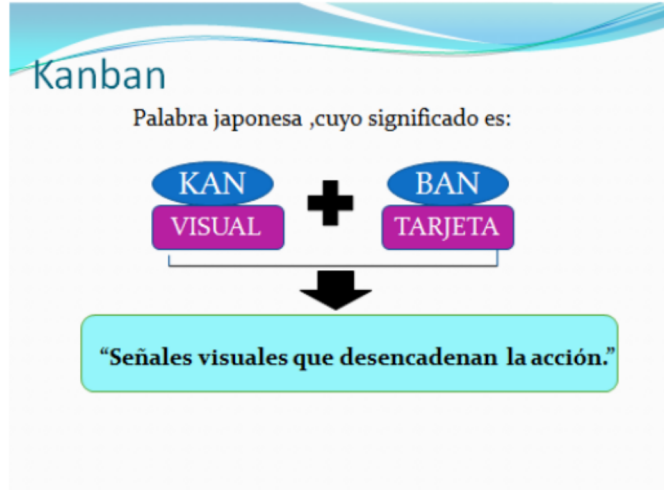 Kanban
Palabra japonesa ,cuyo significado es:
KAN BAN
VISUAL TARJETA
“Señales visuales que desencadenan la acción.”